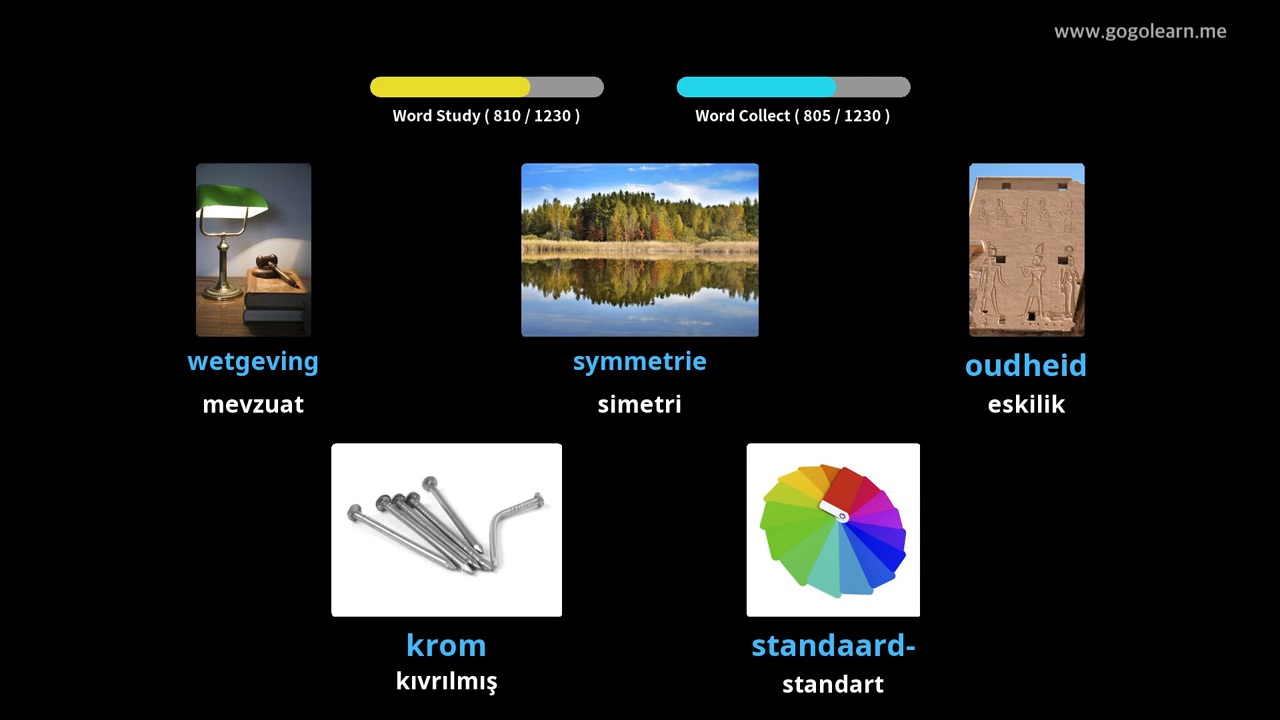 www.gogolearn.me
Word Study ( 810 / 1230 )
Word Collect ( 805 / 1230 )
wetgeving
mevzuat
symmetrie
simetri
oudheid
eskilik
krom
kıvrılmış
standaard-
standart